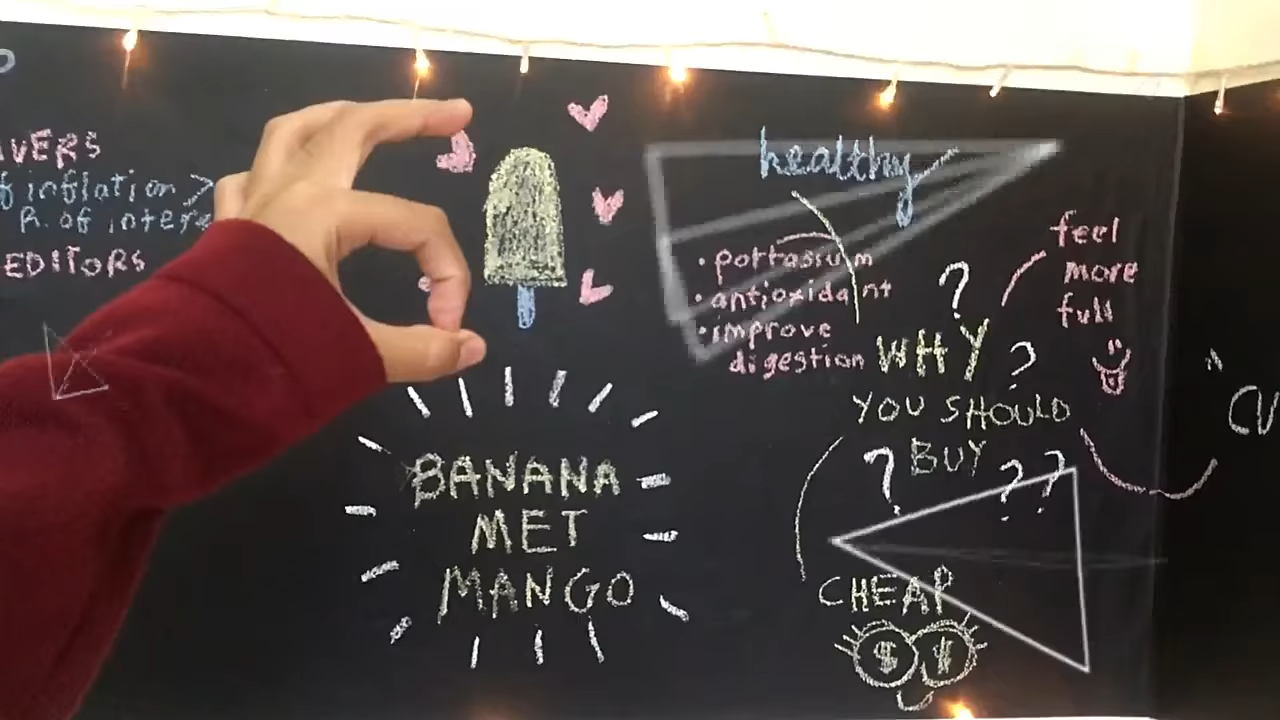 VERS
of inflation >
R. of intere
EDITORS
BANANA
MET
MANGO
healthy
• portassium
• antioxidant
• improve
digestion
feel
more
full
?
WHY ?
YOU SHOULD
? BUY ??
CHEAP
$ $
"